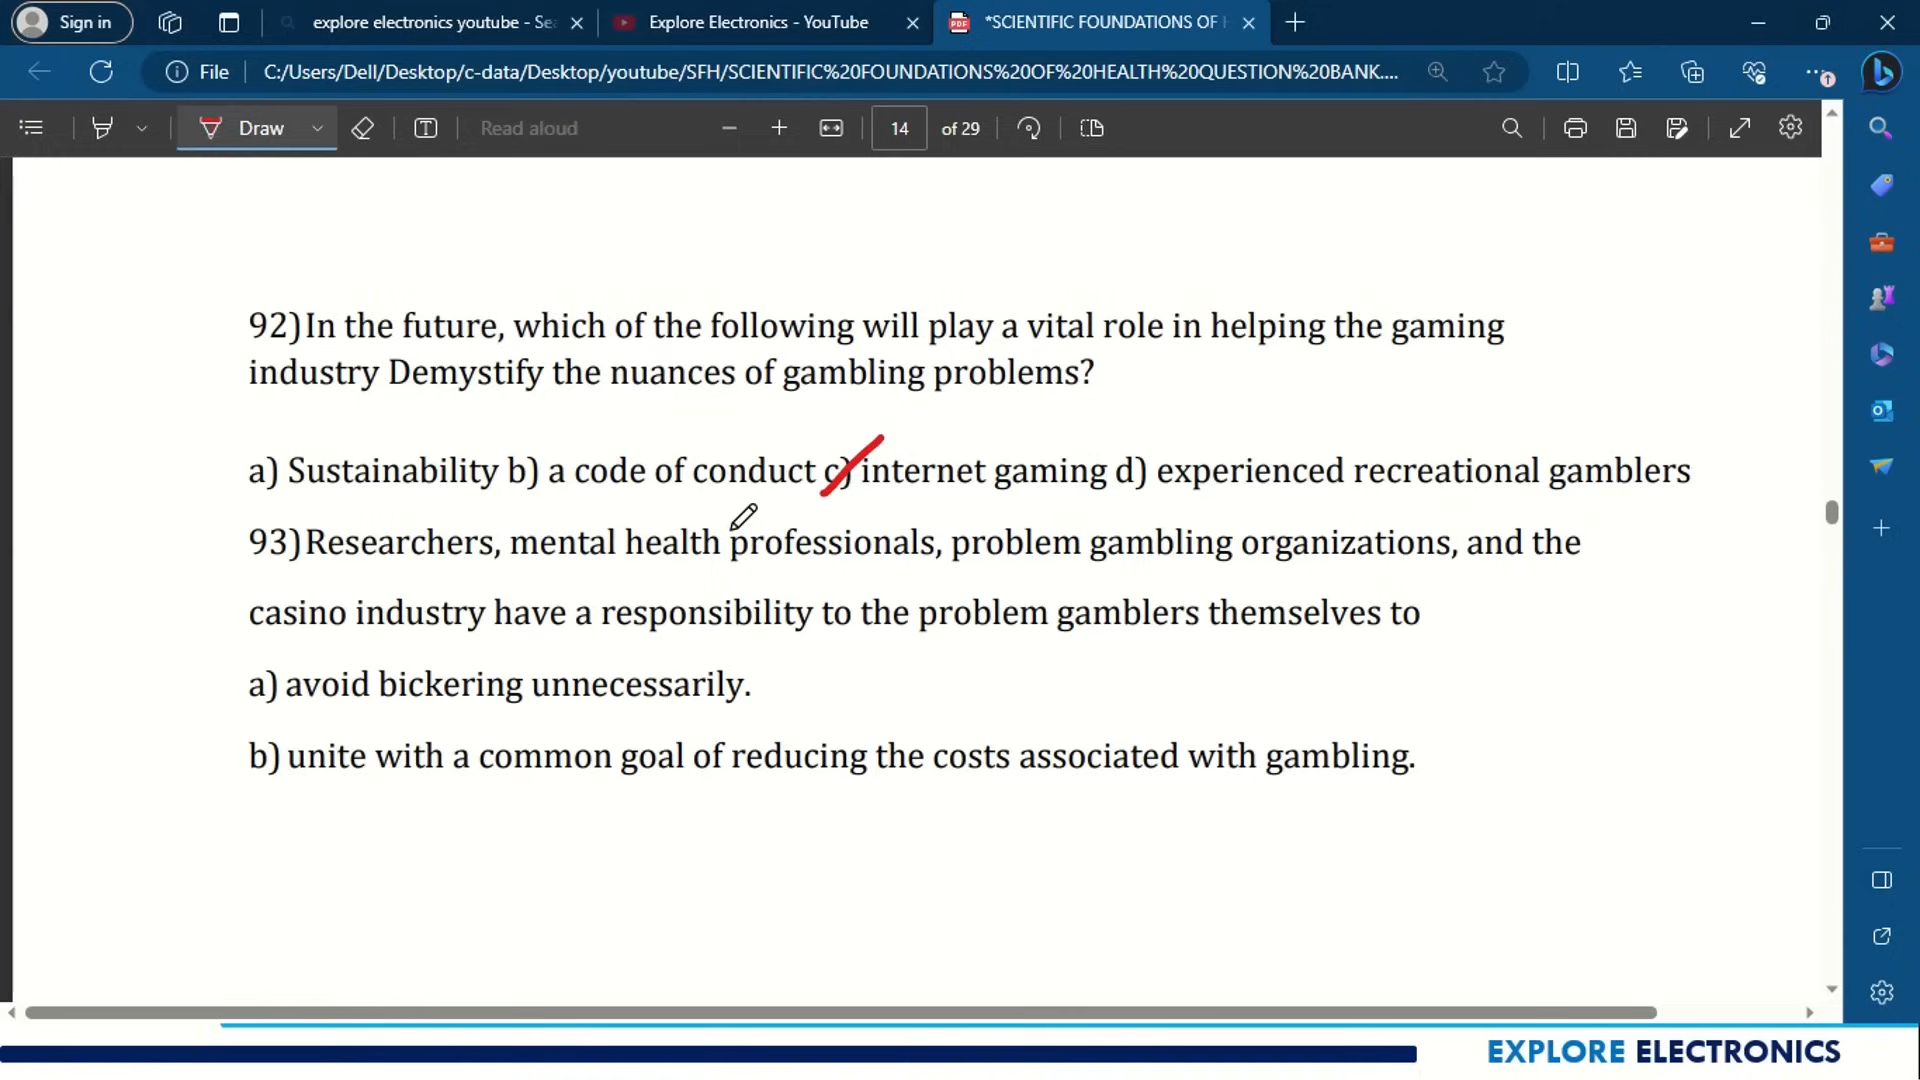 Sign in
explore electronics youtube - Se
Explore Electronics - YouTube
*SCIENTIFIC FOUNDATIONS OF
File
C:/Users/Dell/Desktop/c-data/Desktop/youtube/SFH/SCIENTIFIC%20FOUNDATIONS%20OF%20HEALTH%20QUESTION%20BANK....
Draw
Read aloud
14
of 29
92)In the future, which of the following will play a vital role in helping the gaming
industry Demystify the nuances of gambling problems?
a) Sustainability b) a code of conduct c) internet gaming d) experienced recreational gamblers
93)Researchers, mental health professionals, problem gambling organizations, and the
casino industry have a responsibility to the problem gamblers themselves to
a) avoid bickering unnecessarily.
b) unite with a common goal of reducing the costs associated with gambling.
EXPLORE ELECTRONICS